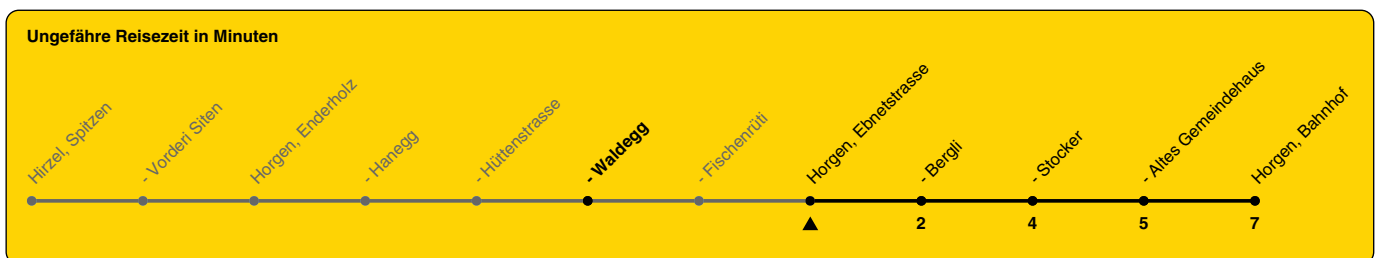 Ungefähre Reisezeit in Minuten
Hirzel, Spitzen
- Vorderi Siten
Horgen, Enderholz
- Hanegg
- Hüttenstrasse
- Waldegg
- Fischenrüti
Horgen, Ebnetstrasse
- Bergli
- Stocker
- Altes Gemeindehaus
Horgen, Bahnhof
2 4 5 7